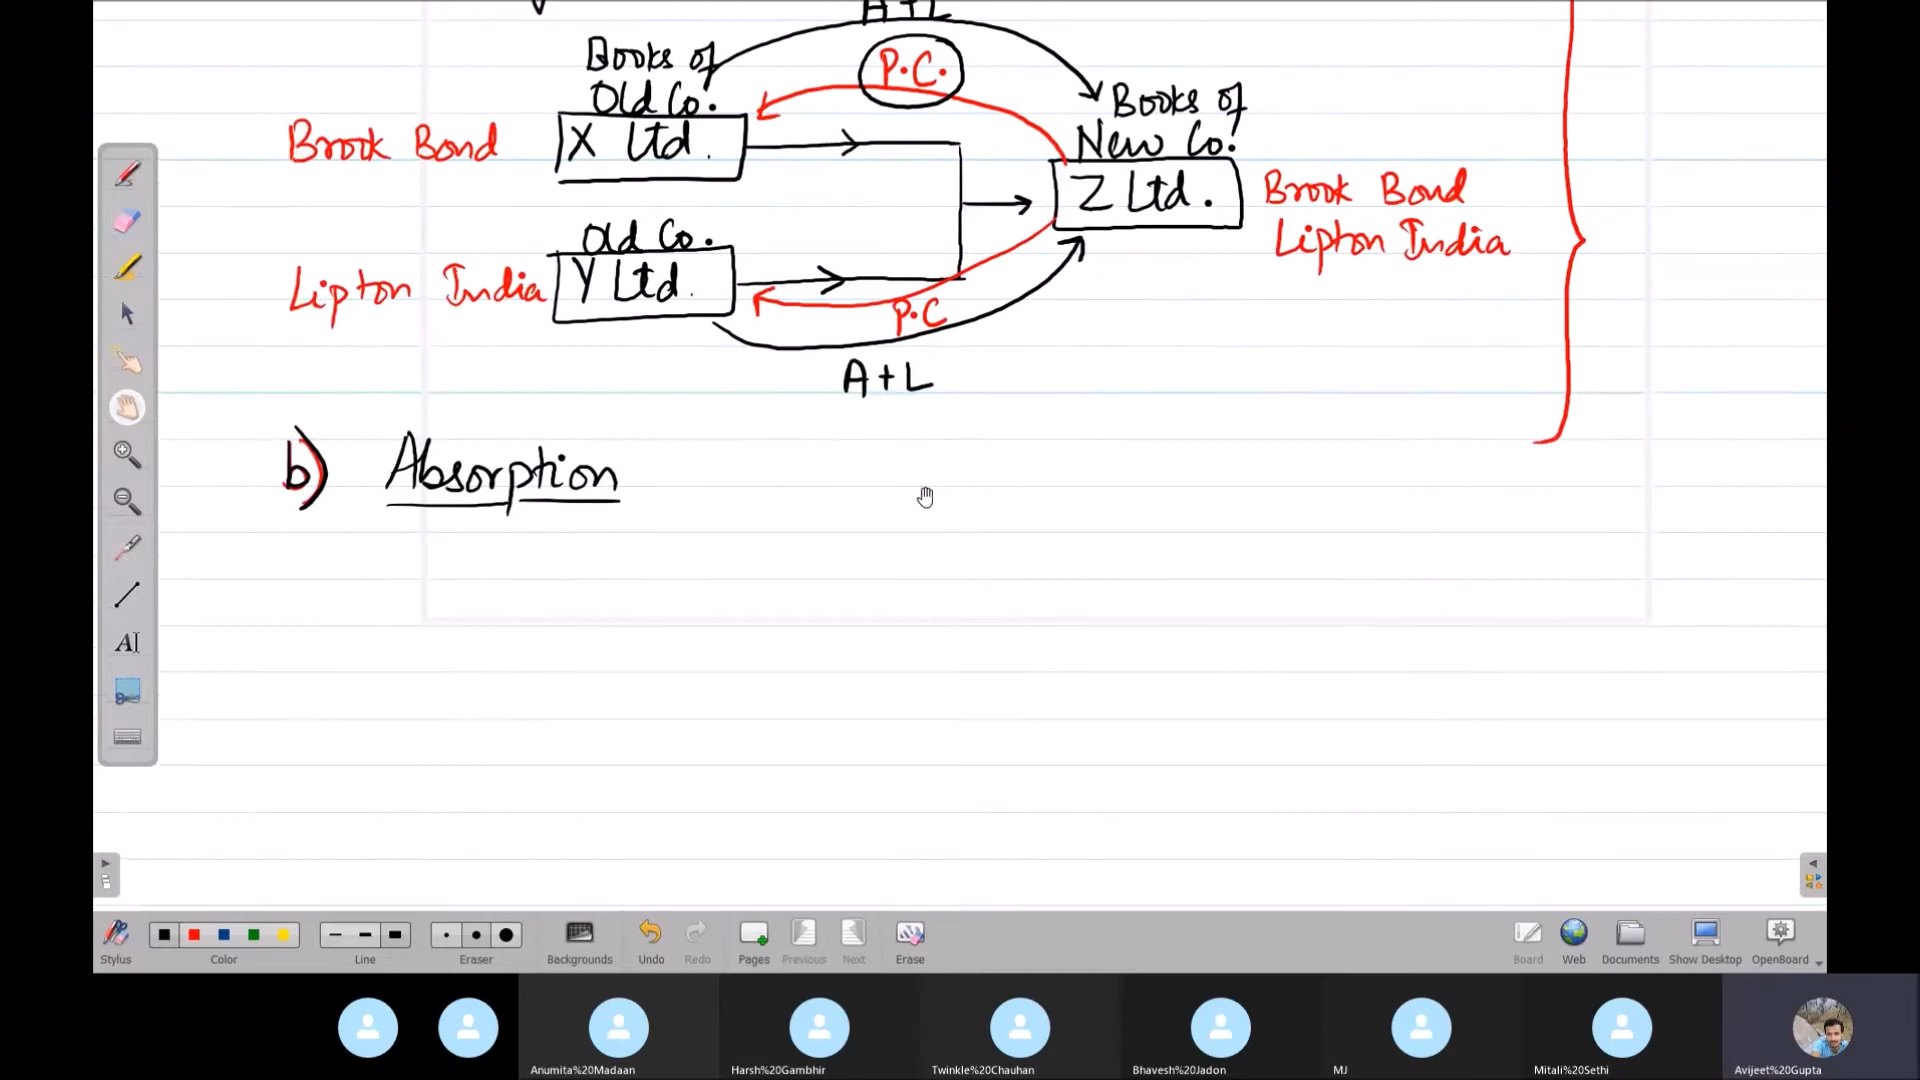 A+L
Books of
Old Co.
P.C.
Books of
New Co.
Brook Bond
X Ltd.
Z Ltd.
Brook Bond
Lipton India
Old Co.
Lipton India
Y Ltd.
P.C
A+L
b) Absorption
AI
Stylus
Color
Line
Eraser
Backgrounds
Undo
Redo
Pages
Previous
Next
Erase
Board
Web
Documents
Show Desktop
OpenBoard
Anumita%20Madaan
Harsh%20Gambhir
Twinkle%20Chauhan
Bhavesh%20Jadon
MJ
Mitali%20Sethi
Avijeet%20Gupta